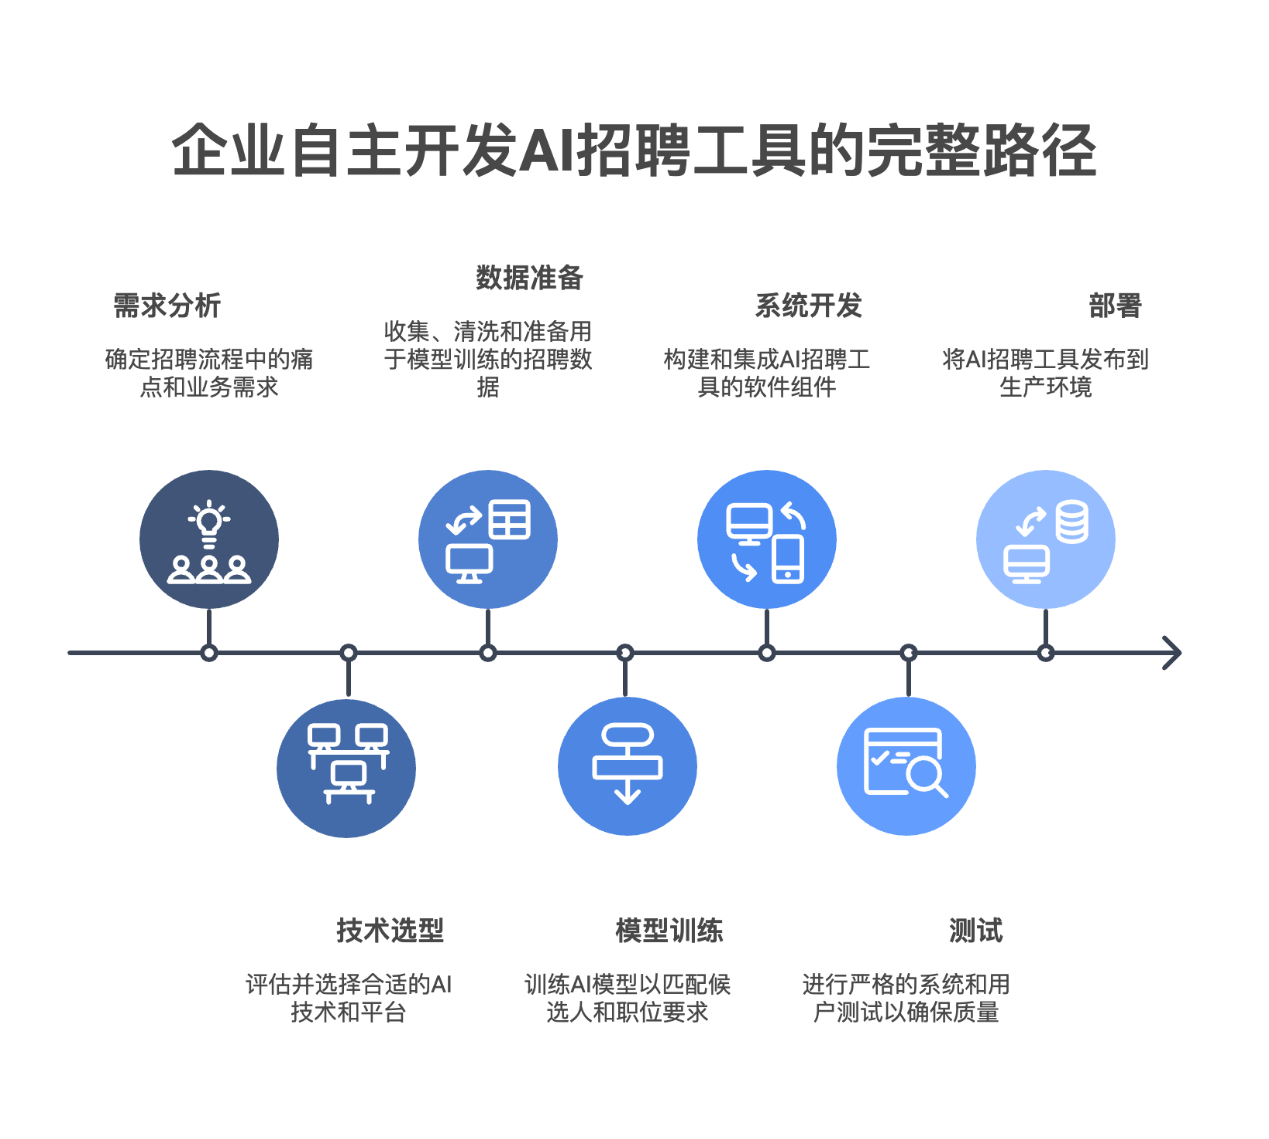 企业自主开发AI招聘工具的完整路径
需求分析
确定招聘流程中的痛
点和业务需求
数据准备
收集、清洗和准备用
于模型训练的招聘数
据
系统开发
构建和集成AI招聘工
具的软件组件
部署
将AI招聘工具发布到
生产环境
技术选型
评估并选择合适的AI
技术和平台
模型训练
训练AI模型以匹配候
选人和职位要求
测试
进行严格的系统和用
户测试以确保质量